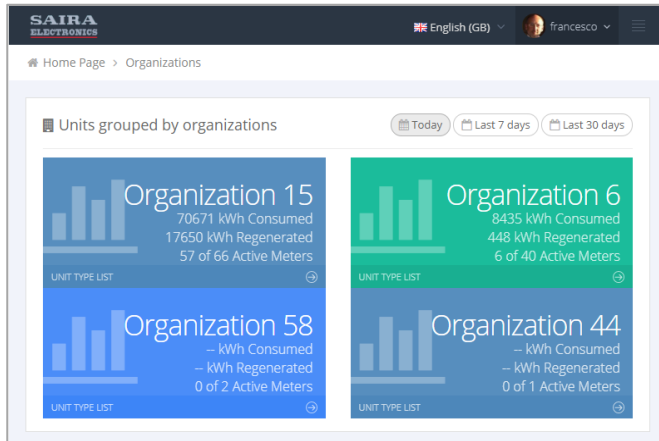 SAIRA
ELECTRONICS
English (GB)
francesco
Home Page > Organizations
Units grouped by organizations
Today
Last 7 days
Last 30 days
Organization 15
70671 kWh Consumed
17650 kWh Regenerated
57 of 66 Active Meters
UNIT TYPE LIST
Organization 6
8435 kWh Consumed
448 kWh Regenerated
6 of 40 Active Meters
UNIT TYPE LIST
Organization 58
-- kWh Consumed
-- kWh Regenerated
0 of 2 Active Meters
UNIT TYPE LIST
Organization 44
-- kWh Consumed
-- kWh Regenerated
0 of 1 Active Meters
UNIT TYPE LIST